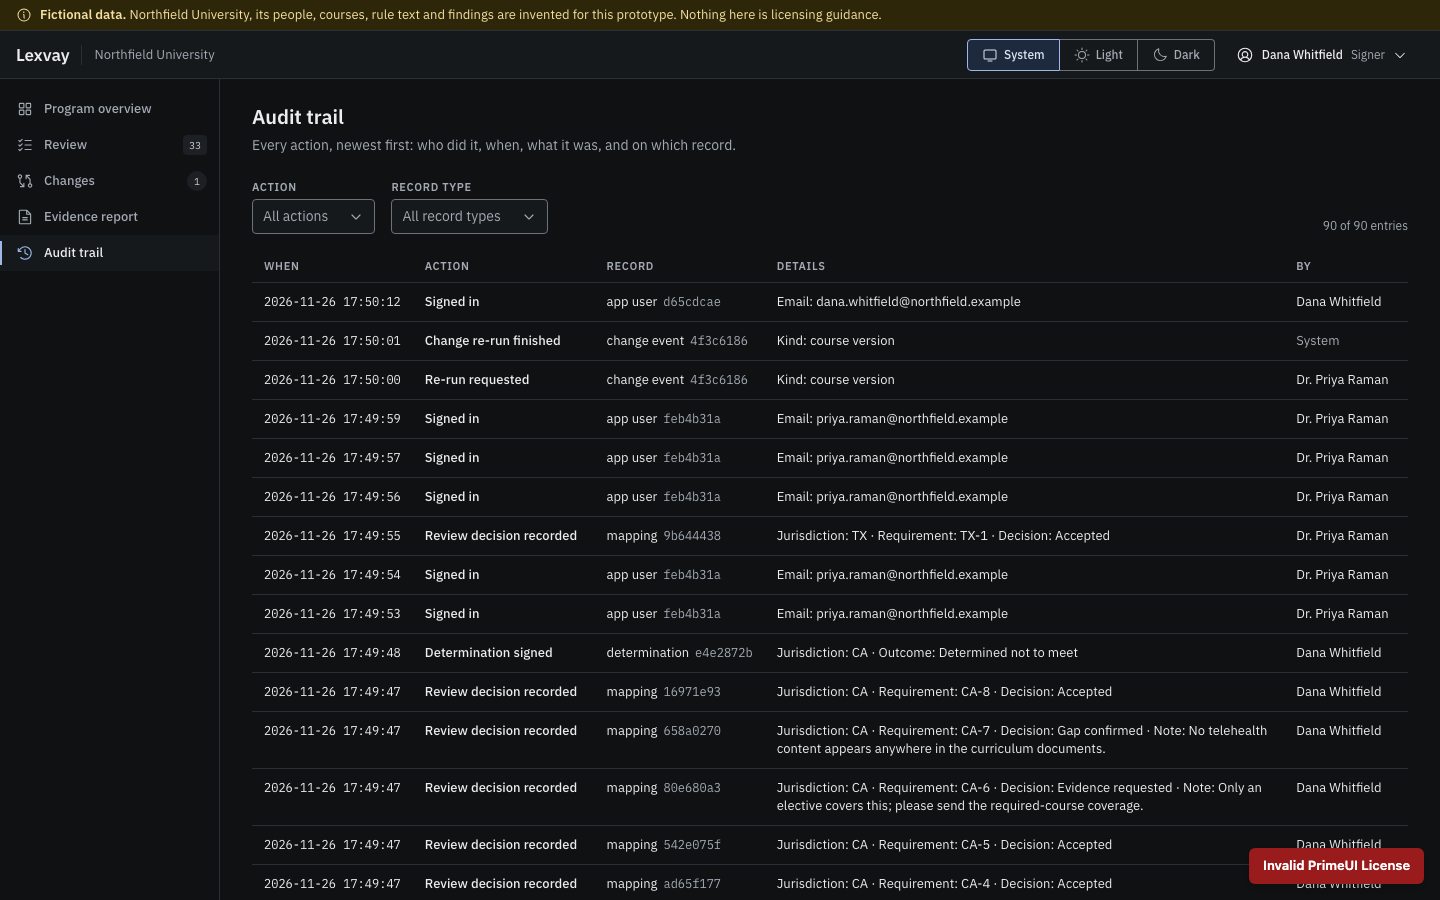 Fictional data. Northfield University, its people, courses, rule text and findings are invented for this prototype. Nothing here is licensing guidance.
Lexvay Northfield University System Light Dark Dana Whitfield Signer
Program overview
Review 33
Changes 1
Evidence report
Audit trail
Audit trail
Every action, newest first: who did it, when, what it was, and on which record.
ACTION RECORD TYPE
All actions All record types
90 of 90 entries
WHEN ACTION RECORD DETAILS BY
2026-11-26 17:50:12 Signed in app user d65cdcae Email: dana.whitfield@northfield.example Dana Whitfield
2026-11-26 17:50:01 Change re-run finished change event 4f3c6186 Kind: course version System
2026-11-26 17:50:00 Re-run requested change event 4f3c6186 Kind: course version Dr. Priya Raman
2026-11-26 17:49:59 Signed in app user feb4b31a Email: priya.raman@northfield.example Dr. Priya Raman
2026-11-26 17:49:57 Signed in app user feb4b31a Email: priya.raman@northfield.example Dr. Priya Raman
2026-11-26 17:49:56 Signed in app user feb4b31a Email: priya.raman@northfield.example Dr. Priya Raman
2026-11-26 17:49:55 Review decision recorded mapping 9b644438 Jurisdiction: TX · Requirement: TX-1 · Decision: Accepted Dr. Priya Raman
2026-11-26 17:49:54 Signed in app user feb4b31a Email: priya.raman@northfield.example Dr. Priya Raman
2026-11-26 17:49:53 Signed in app user feb4b31a Email: priya.raman@northfield.example Dr. Priya Raman
2026-11-26 17:49:48 Determination signed determination e4e2872b Jurisdiction: CA · Outcome: Determined not to meet Dana Whitfield
2026-11-26 17:49:47 Review decision recorded mapping 16971e93 Jurisdiction: CA · Requirement: CA-8 · Decision: Accepted Dana Whitfield
2026-11-26 17:49:47 Review decision recorded mapping 658a0270 Jurisdiction: CA · Requirement: CA-7 · Decision: Gap confirmed · Note: No telehealth Dana Whitfield
content appears anywhere in the curriculum documents.
2026-11-26 17:49:47 Review decision recorded mapping 80e680a3 Jurisdiction: CA · Requirement: CA-6 · Decision: Evidence requested · Note: Only an Dana Whitfield
elective covers this; please send the required-course coverage.
2026-11-26 17:49:47 Review decision recorded mapping 542e075f Jurisdiction: CA · Requirement: CA-5 · Decision: Accepted Dana Whitfield
Invalid PrimeUI License
2026-11-26 17:49:47 Review decision recorded mapping ad65f177 Jurisdiction: CA · Requirement: CA-4 · Decision: Accepted Dana Whitfield